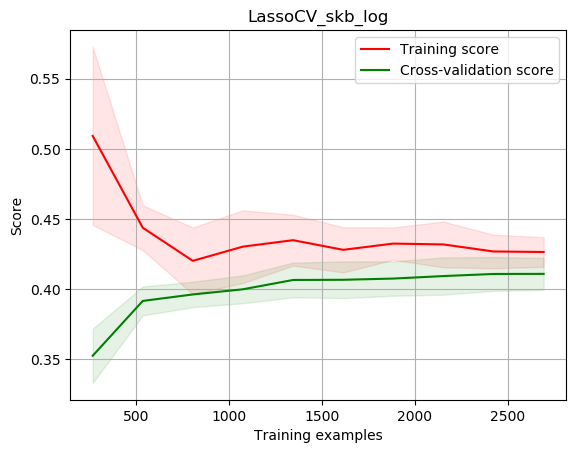 LassoCV_skb_log
Training score
Cross-validation score
0.55
0.50
0.45
0.40
0.35
Score
500
1000
1500
2000
2500
Training examples